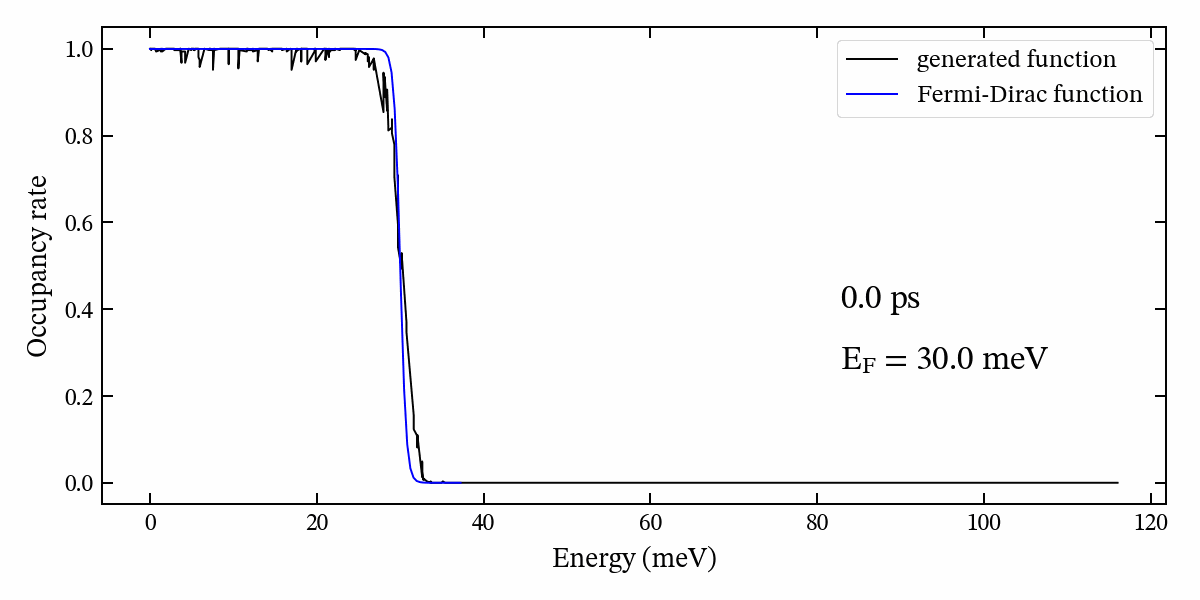 generated function
Fermi-Dirac function
0.0 ps
E_F = 30.0 meV
Occupancy rate
1.0
0.8
0.6
0.4
0.2
0.0
0 20 40 60 80 100 120
Energy (meV)